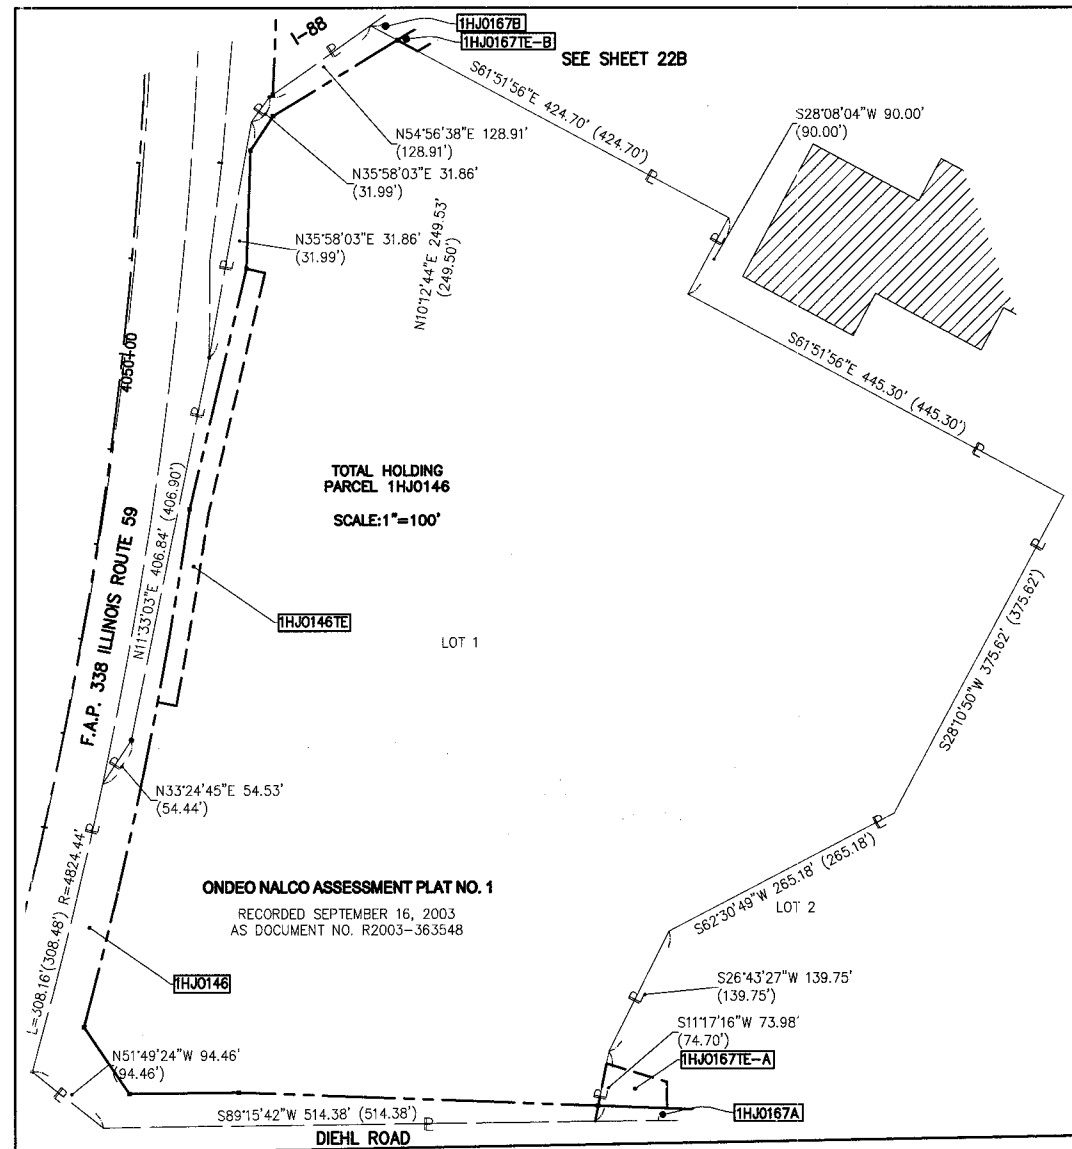 I-88
1HJ0167B
1HJ0167TE-B
SEE SHEET 22B
S61°51'56"E 424.70' (424.70')
S28°08'04"W 90.00'
(90.00')
N54°56'38"E 128.91'
(128.91')
N35°58'03"E 31.86'
(31.99')
N35°58'03"E 31.86'
(31.99')
N10°12'44"E 249.53'
(249.50')
4050+00
S61°51'56"E 445.30' (445.30')
TOTAL HOLDING
PARCEL 1HJ0146
SCALE:1"=100'
N11°33'03"E 406.84' (406.90')
F.A.P. 338 ILLINOIS ROUTE 59
1HJ0146TE
LOT 1
S28°10'50"W 375.62' (375.62')
N33°24'45"E 54.53'
(54.44')
L=308.16'(308.48') R=4824.44'
ONDEO NALCO ASSESSMENT PLAT NO. 1
RECORDED SEPTEMBER 16, 2003
AS DOCUMENT NO. R2003-363548
S62°30'49"W 265.18' (265.18')
LOT 2
1HJ0146
S26°43'27"W 139.75'
(139.75')
S11°17'16"W 73.98'
(74.70')
1HJ0167TE-A
N51°49'24"W 94.46'
(94.46')
S89°15'42"W 514.38' (514.38')
1HJ0167A
DIEHL ROAD